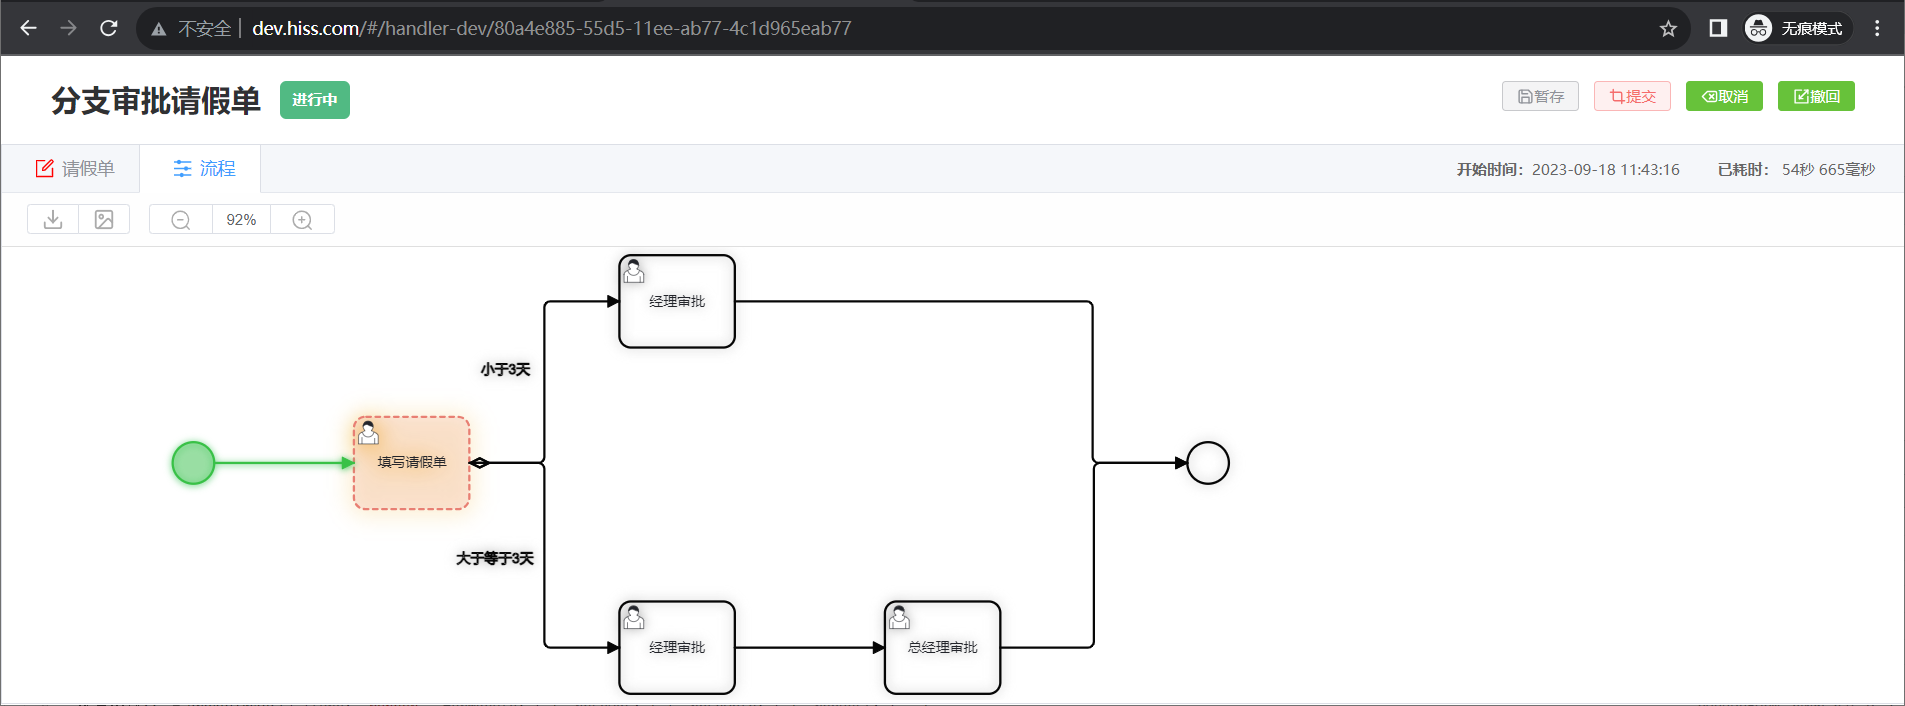 不安全 dev.hiss.com/#/handler-dev/80a4e885-55d5-11ee-ab77-4c1d965eab77 无痕模式
分支审批请假单 进行中 暂存 提交 取消 撤回
请假单 流程 开始时间: 2023-09-18 11:43:16 已耗时: 54秒 665毫秒
92%
经理审批
小于3天
填写请假单
大于等于3天
经理审批 总经理审批